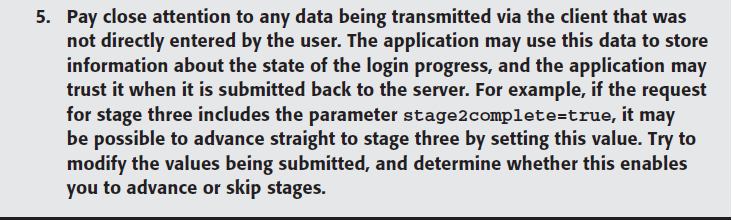 5. Pay close attention to any data being transmitted via the client that was
not directly entered by the user. The application may use this data to store
information about the state of the login progress, and the application may
trust it when it is submitted back to the server. For example, if the request
for stage three includes the parameter stage2complete=true, it may
be possible to advance straight to stage three by setting this value. Try to
modify the values being submitted, and determine whether this enables
you to advance or skip stages.